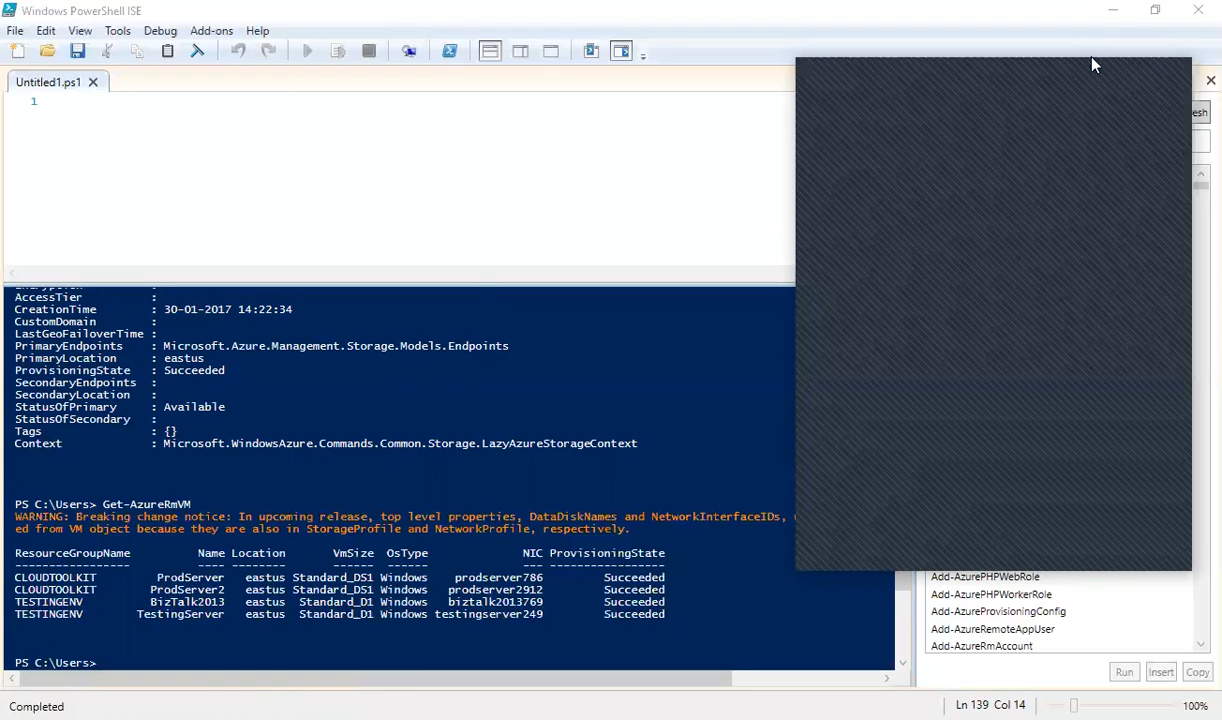 Windows PowerShell ISE
File Edit View Tools Debug Add-ons Help
Untitled1.ps1
esh
1
AccessTier :
CreationTime : 30-01-2017 14:22:34
CustomDomain :
LastGeoFailoverTime :
PrimaryEndpoints : Microsoft.Azure.Management.Storage.Models.Endpoints
PrimaryLocation : eastus
ProvisioningState : Succeeded
SecondaryEndpoints :
SecondaryLocation :
StatusOfPrimary : Available
StatusOfSecondary :
Tags : {}
Context : Microsoft.WindowsAzure.Commands.Common.Storage.LazyAzureStorageContext
PS C:\Users> Get-AzureRmVM
WARNING: Breaking change notice: In upcoming release, top level properties, DataDiskNames and NetworkInterfaceIDs,
ed from VM object because they are also in StorageProfile and NetworkProfile, respectively.
ResourceGroupName Name Location VmSize OsType NIC ProvisioningState
----------------- ---- -------- ------ ------ --- -----------------
CLOUDTOOLKIT ProdServer eastus Standard_DS1 Windows prodserver786 Succeeded
CLOUDTOOLKIT ProdServer2 eastus Standard_DS1 Windows prodserver2912 Succeeded
TESTINGENV BizTalk2013 eastus Standard_D1 Windows biztalk2013769 Succeeded
TESTINGENV TestingServer eastus Standard_D1 Windows testingserver249 Succeeded
PS C:\Users>
Add-AzurePHPWebRole
Add-AzurePHPWorkerRole
Add-AzureProvisioningConfig
Add-AzureRemoteAppUser
Add-AzureRmAccount
Run Insert Copy
Completed
Ln 139 Col 14
100%